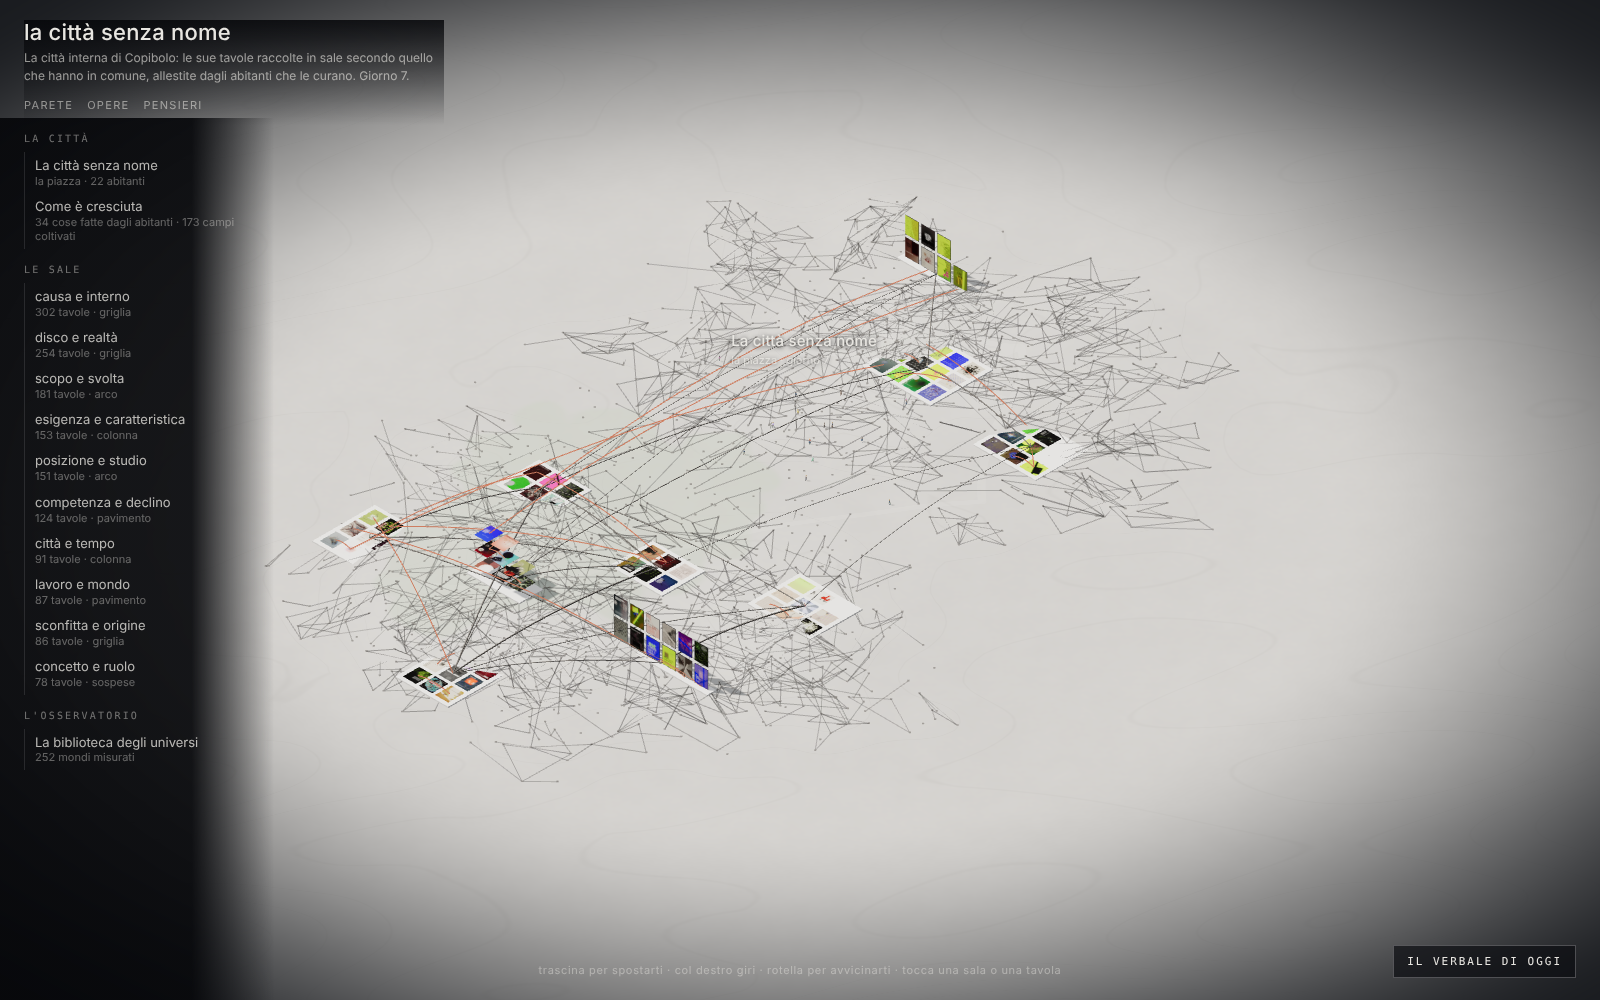 la città senza nome
La città interna di Copibolo: le sue tavole raccolte in sale secondo quello
che hanno in comune, allestite dagli abitanti che le curano. Giorno 7.
PARETE OPERE PENSIERI
LA CITTÀ
La città senza nome
la piazza · 22 abitanti
Come è cresciuta
34 cose fatte dagli abitanti · 173 campi
coltivati
LE SALE
causa e interno
302 tavole · griglia
disco e realtà
254 tavole · griglia
scopo e svolta
181 tavole · arco
esigenza e caratteristica
153 tavole · colonna
posizione e studio
151 tavole · arco
competenza e declino
124 tavole · pavimento
città e tempo
91 tavole · colonna
lavoro e mondo
87 tavole · pavimento
sconfitta e origine
86 tavole · griglia
concetto e ruolo
78 tavole · sospese
L'OSSERVATORIO
La biblioteca degli universi
252 mondi misurati
La città senza nome
trascina per spostarti · col destro giri · rotella per avvicinarti · tocca una sala o una tavola
IL VERBALE DI OGGI